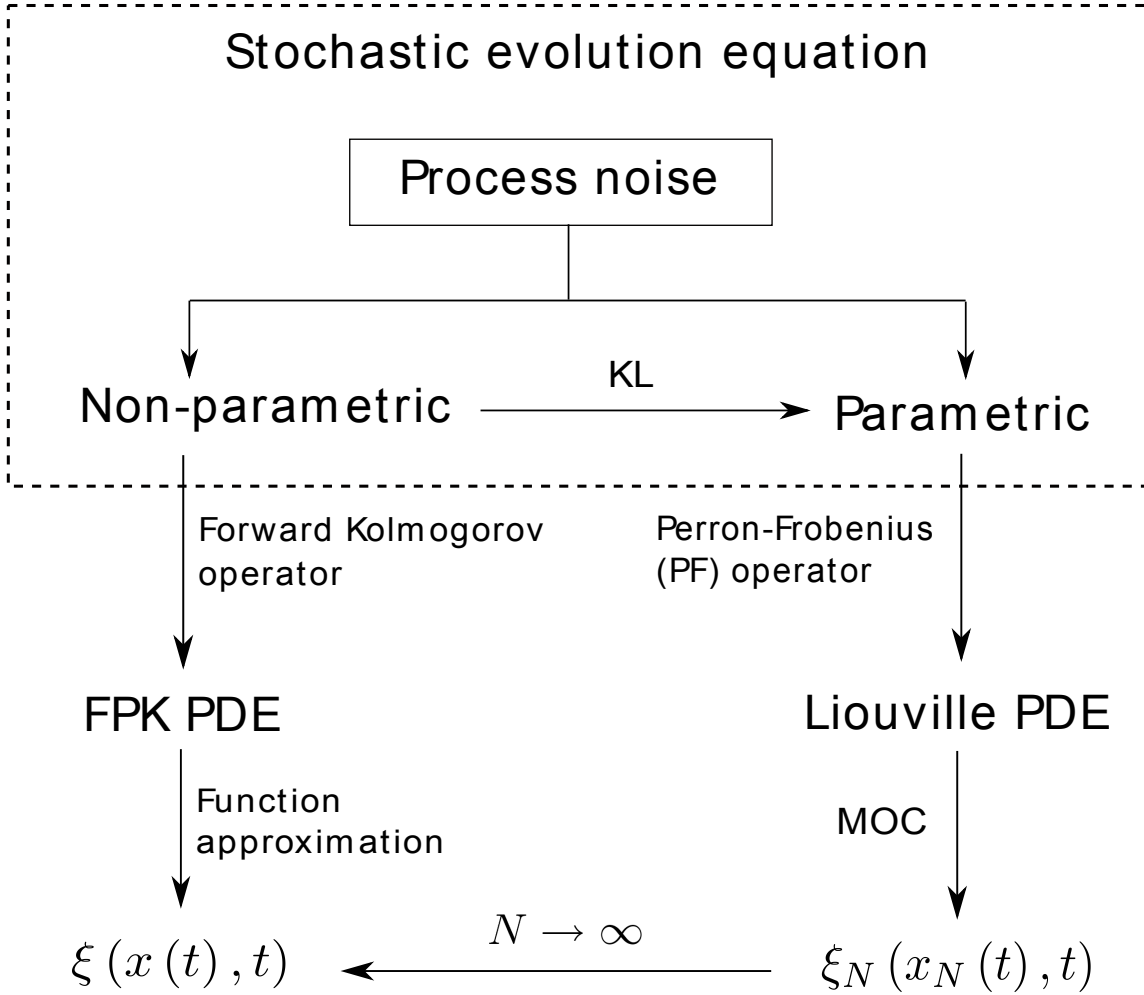 Stochastic evolution equation
Process noise
KL
Non-parametric
Parametric
Forward Kolmogorov
operator
Perron-Frobenius
(PF) operator
FPK PDE
Liouville PDE
Function
approximation
MOC
N → ∞
ξ (x (t) , t)
ξ_N (x_N (t) , t)